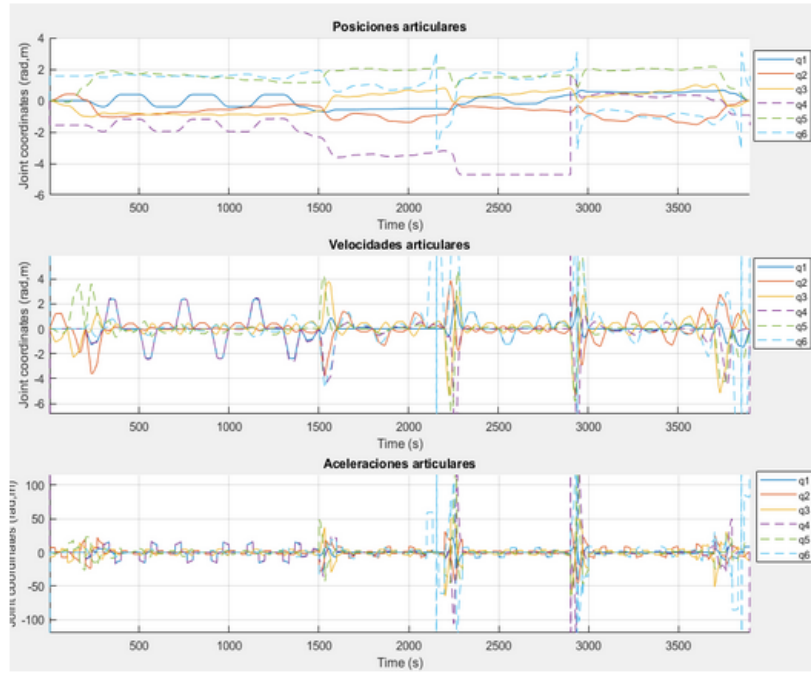 Posiciones articulares
Joint coordinates (rad,m)
4
2
0
-2
-4
-6
500
1000
1500
2000
2500
3000
3500
Time (s)
q1
q2
q3
q4
q5
q6
Velocidades articulares
Joint coordinates (rad,m)
4
2
0
-2
-4
-6
500
1000
1500
2000
2500
3000
3500
Time (s)
q1
q2
q3
q4
q5
q6
Aceleraciones articulares
Joint coordinates (rad,m)
100
50
0
-50
-100
500
1000
1500
2000
2500
3000
3500
Time (s)
q1
q2
q3
q4
q5
q6